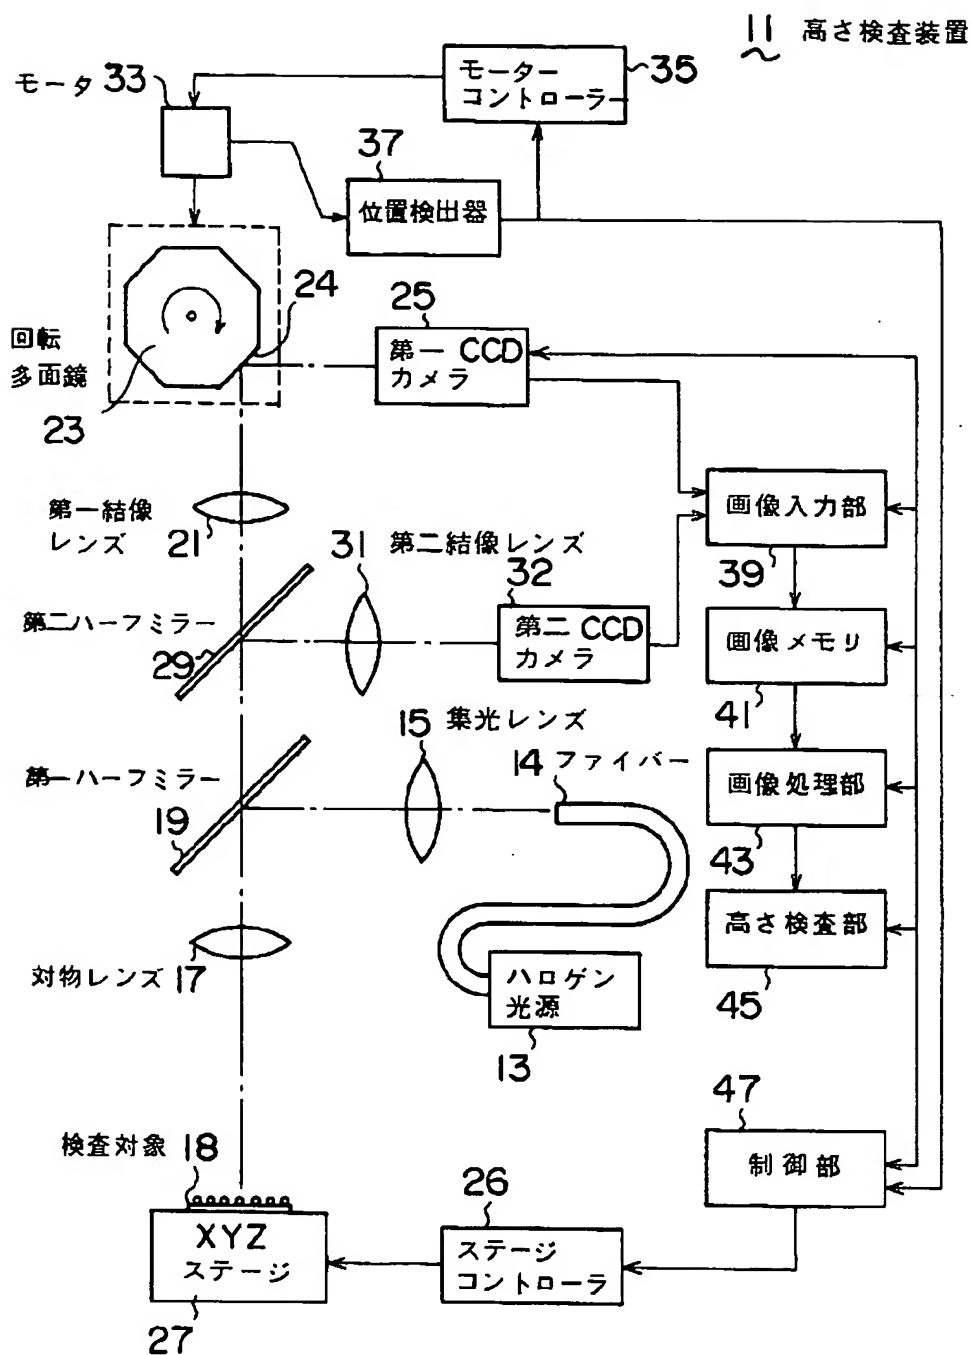 11 高さ検査装置
モータ 33
モーター
コントローラー
35
37
位置検出器
24
回転
多面鏡
23
25
第一 CCD
カメラ
第一結像
レンズ
21
31 第二結像レンズ
32
第二 CCD
カメラ
画像入力部
39
第二ハーフミラー
29
画像メモリ
41
15 集光レンズ
14 ファイバー
第一ハーフミラー
19
画像処理部
43
高さ検査部
45
対物レンズ 17
ハロゲン
光源
13
47
制御部
検査対象 18
XYZ
ステージ
27
26
ステージ
コントローラ